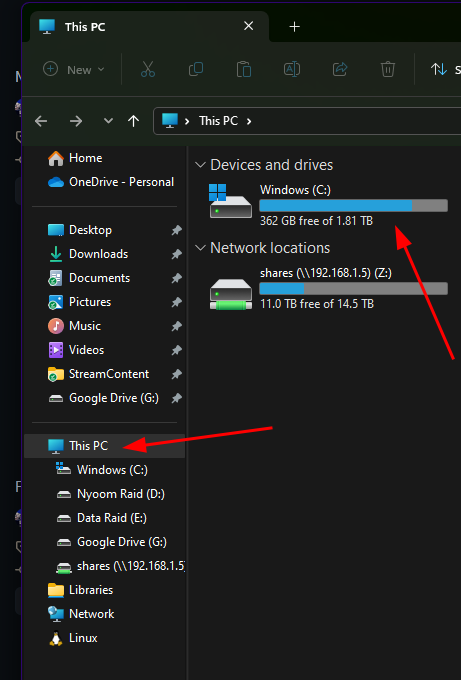 This PC
New
S
This PC
Home
OneDrive - Personal
Desktop
Downloads
Documents
Pictures
Music
Videos
StreamContent
Google Drive (G:)
This PC
Windows (C:)
Nyoom Raid (D:)
Data Raid (E:)
Google Drive (G:)
shares (\\192.168.1.5)
Libraries
Network
Linux
Devices and drives
Windows (C:)
362 GB free of 1.81 TB
Network locations
shares (\\192.168.1.5) (Z:)
11.0 TB free of 14.5 TB